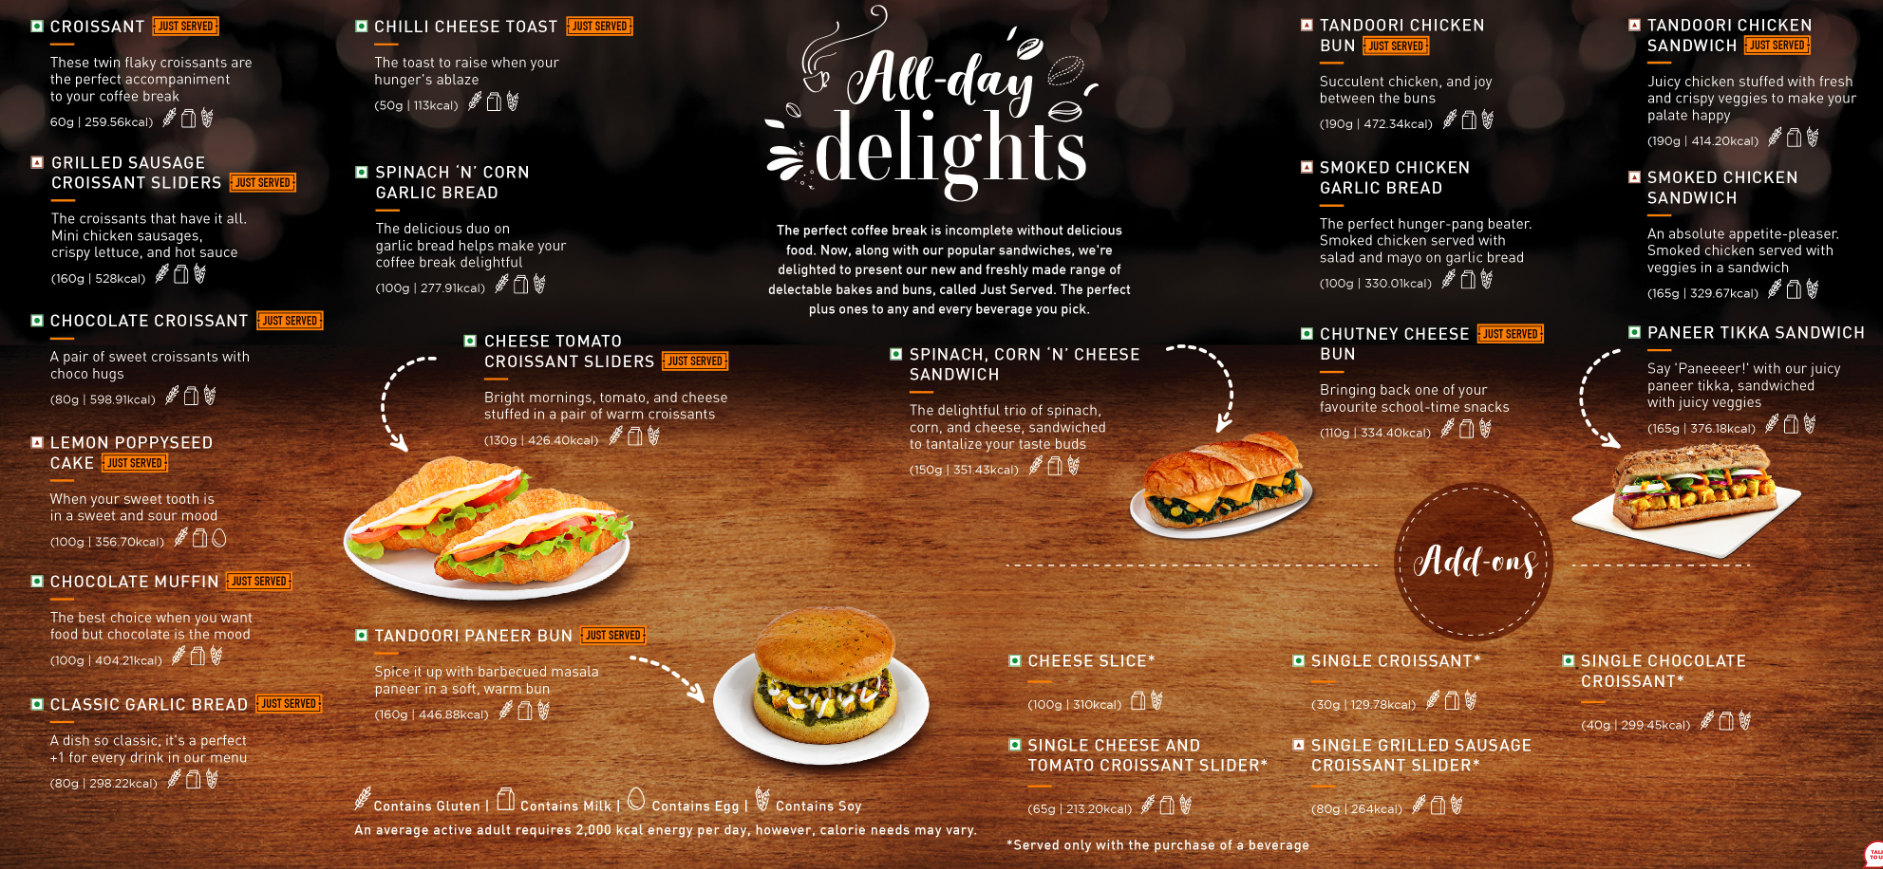 CROISSANT JUST SERVED
These twin flaky croissants are
the perfect accompaniment
to your coffee break
60g | 259.56kcal)
GRILLED SAUSAGE
CROISSANT SLIDERS JUST SERVED
The croissants that have it all.
Mini chicken sausages,
crispy lettuce, and hot sauce
(160g | 528kcal)
CHOCOLATE CROISSANT JUST SERVED
A pair of sweet croissants with
choco hugs
(80g | 598.91kcal)
LEMON POPPYSEED
CAKE JUST SERVED
When your sweet tooth is
in a sweet and sour mood
(100g | 356.70kcal)
CHOCOLATE MUFFIN JUST SERVED
The best choice when you want
food but chocolate is the mood
(100g | 404.21kcal)
CLASSIC GARLIC BREAD JUST SERVED
A dish so classic, it's a perfect
+1 for every drink in our menu
(80g | 298.22kcal)
CHILLI CHEESE TOAST JUST SERVED
The toast to raise when your
hunger's ablaze
(50g | 113kcal)
SPINACH ‘N’ CORN
GARLIC BREAD
The delicious duo on
garlic bread helps make your
coffee break delightful
(100g | 277.91kcal)
CHEESE TOMATO
CROISSANT SLIDERS JUST SERVED
Bright mornings, tomato, and cheese
stuffed in a pair of warm croissants
(130g | 426.40kcal)
TANDOORI PANEER BUN JUST SERVED
Spice it up with barbecued masala
paneer in a soft, warm bun
(160g | 446.88kcal)
Contains Gluten | Contains Milk | Contains Egg | Contains Soy
An average active adult requires 2,000 kcal energy per day, however, calorie needs may vary.
All-day
delights
The perfect coffee break is incomplete without delicious
food. Now, along with our popular sandwiches, we're
delighted to present our new and freshly made range of
delectable bakes and buns, called Just Served. The perfect
plus ones to any and every beverage you pick.
SPINACH, CORN ‘N’ CHEESE
SANDWICH
The delightful trio of spinach,
corn, and cheese, sandwiched
to tantalize your taste buds
(150g | 351.43kcal)
TANDOORI CHICKEN
BUN JUST SERVED
Succulent chicken, and joy
between the buns
(190g | 472.34kcal)
SMOKED CHICKEN
GARLIC BREAD
The perfect hunger-pang beater.
Smoked chicken served with
salad and mayo on garlic bread
(100g | 330.01kcal)
CHUTNEY CHEESE JUST SERVED
BUN
Bringing back one of your
favourite school-time snacks
(110g | 334.40kcal)
TANDOORI CHICKEN
SANDWICH JUST SERVED
Juicy chicken stuffed with fresh
and crispy veggies to make your
palate happy
(190g | 414.20kcal)
SMOKED CHICKEN
SANDWICH
An absolute appetite-pleaser.
Smoked chicken served with
veggies in a sandwich
(165g | 329.67kcal)
PANEER TIKKA SANDWICH
Say 'Paneeeer!' with our juicy
paneer tikka, sandwiched
with juicy veggies
(165g | 376.18kcal)
Add-ons
CHEESE SLICE*
(100g | 310kcal)
SINGLE CROISSANT*
(30g | 129.78kcal)
SINGLE CHOCOLATE
CROISSANT*
(40g | 299.45kcal)
SINGLE CHEESE AND
TOMATO CROISSANT SLIDER*
(65g | 213.20kcal)
SINGLE GRILLED SAUSAGE
CROISSANT SLIDER*
(80g | 264kcal)
*Served only with the purchase of a beverage